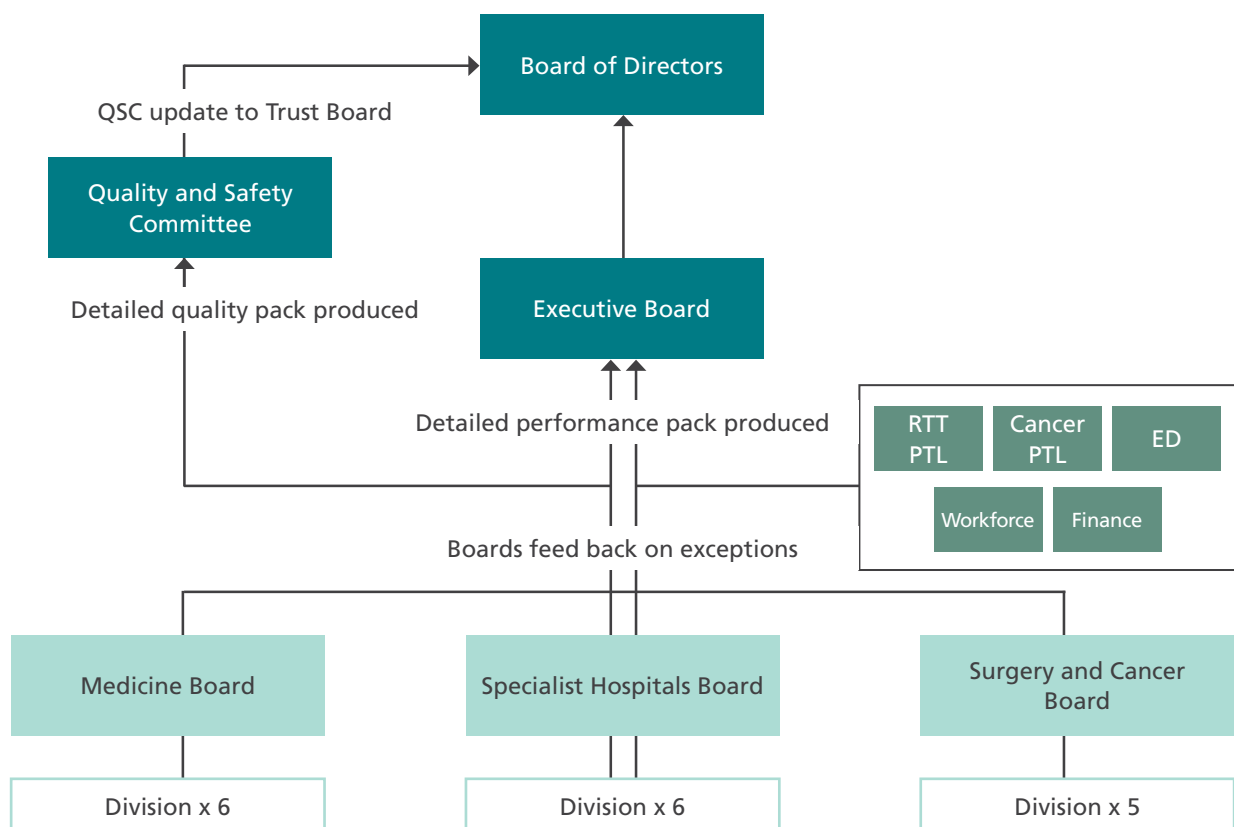 Board of Directors
QSC update to Trust Board
Quality and Safety
Committee
Detailed quality pack produced
Executive Board
Detailed performance pack produced
RTT
PTL
Cancer
PTL
ED
Workforce
Finance
Boards feed back on exceptions
Medicine Board
Specialist Hospitals Board
Surgery and Cancer
Board
Division x 6
Division x 6
Division x 5